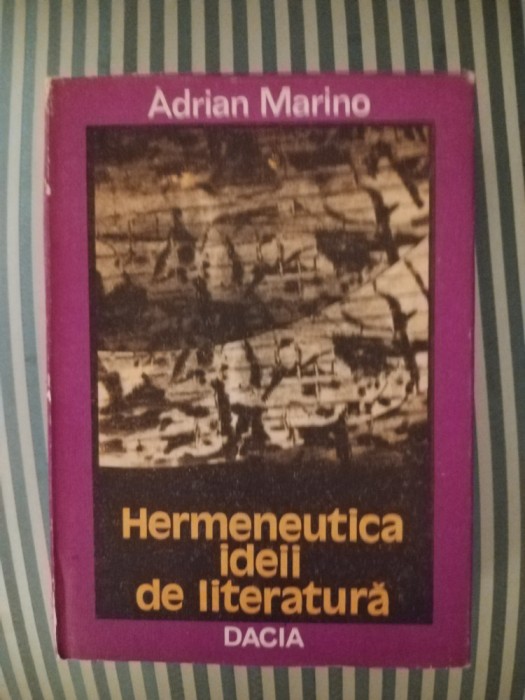 Adrian Marino
Hermeneutica
ideii
de literatură
DACIA